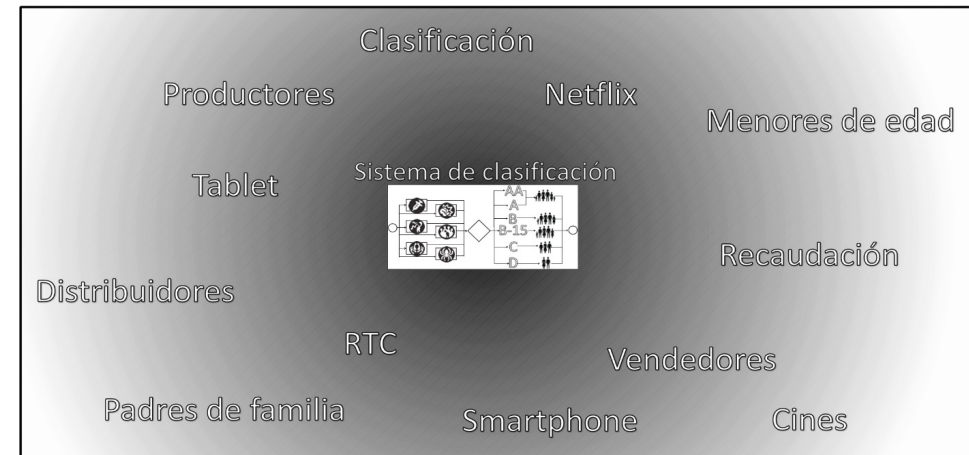 Clasificación
Productores
Netflix
Menores de edad
Sistema de clasificación
Tablet
AA
A
B
B-15
C
D
Recaudación
Distribuidores
RTC
Vendedores
Padres de familia
Smartphone
Cines